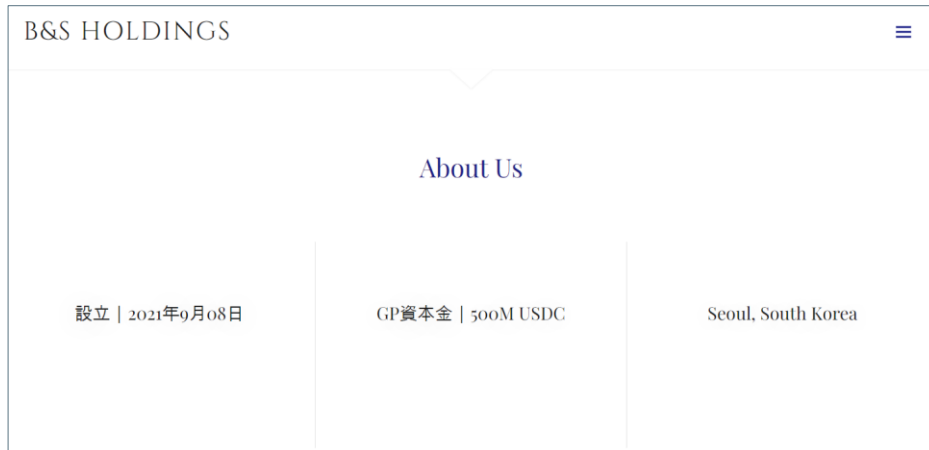 B&S HOLDINGS
About Us
設立 | 2021年9月08日
GP資本金 | 500M USDC
Seoul, South Korea